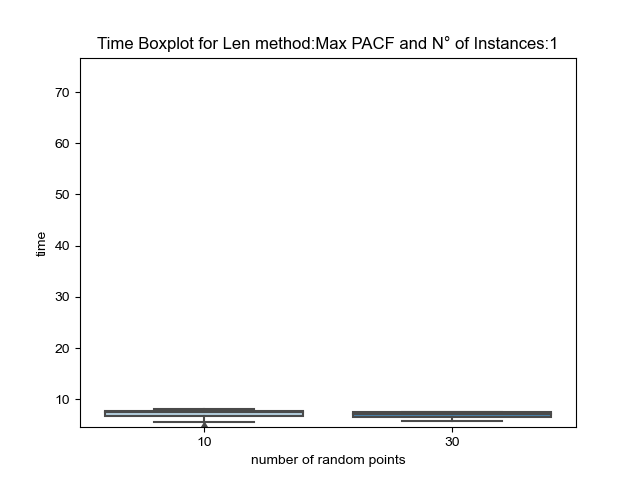 Time Boxplot for Len method:Max PACF and N° of Instances:1
70
60
50
40
30
20
10
time
10 30
number of random points